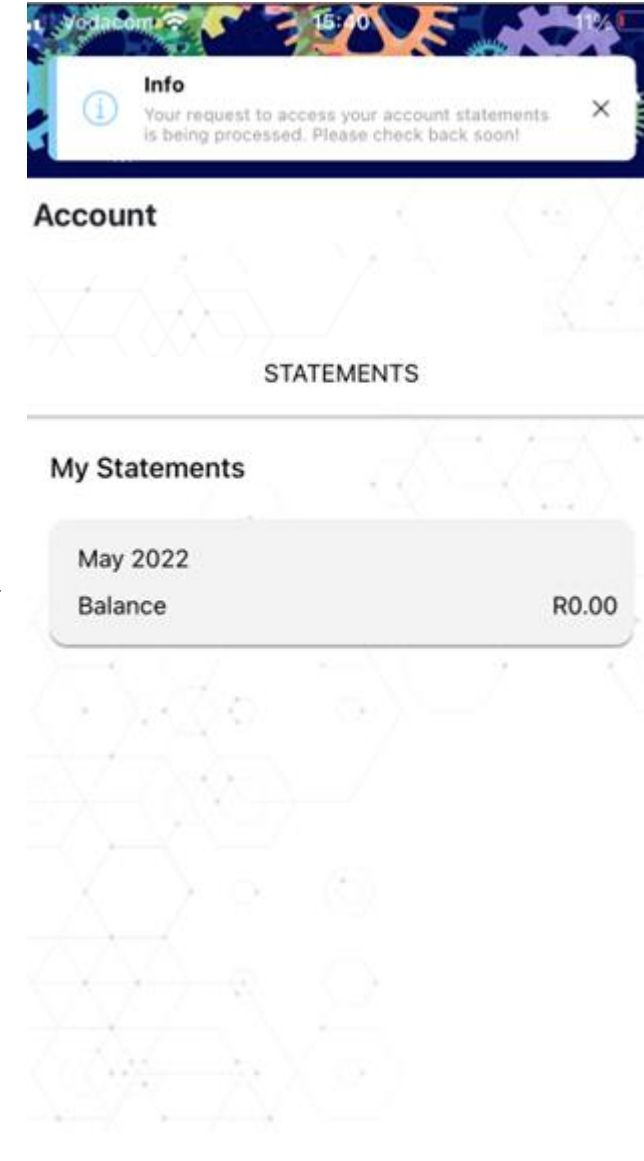 Vodacom 15:40 11%
Info
Your request to access your account statements
is being processed. Please check back soon!
Account
STATEMENTS
My Statements
May 2022
Balance R0.00